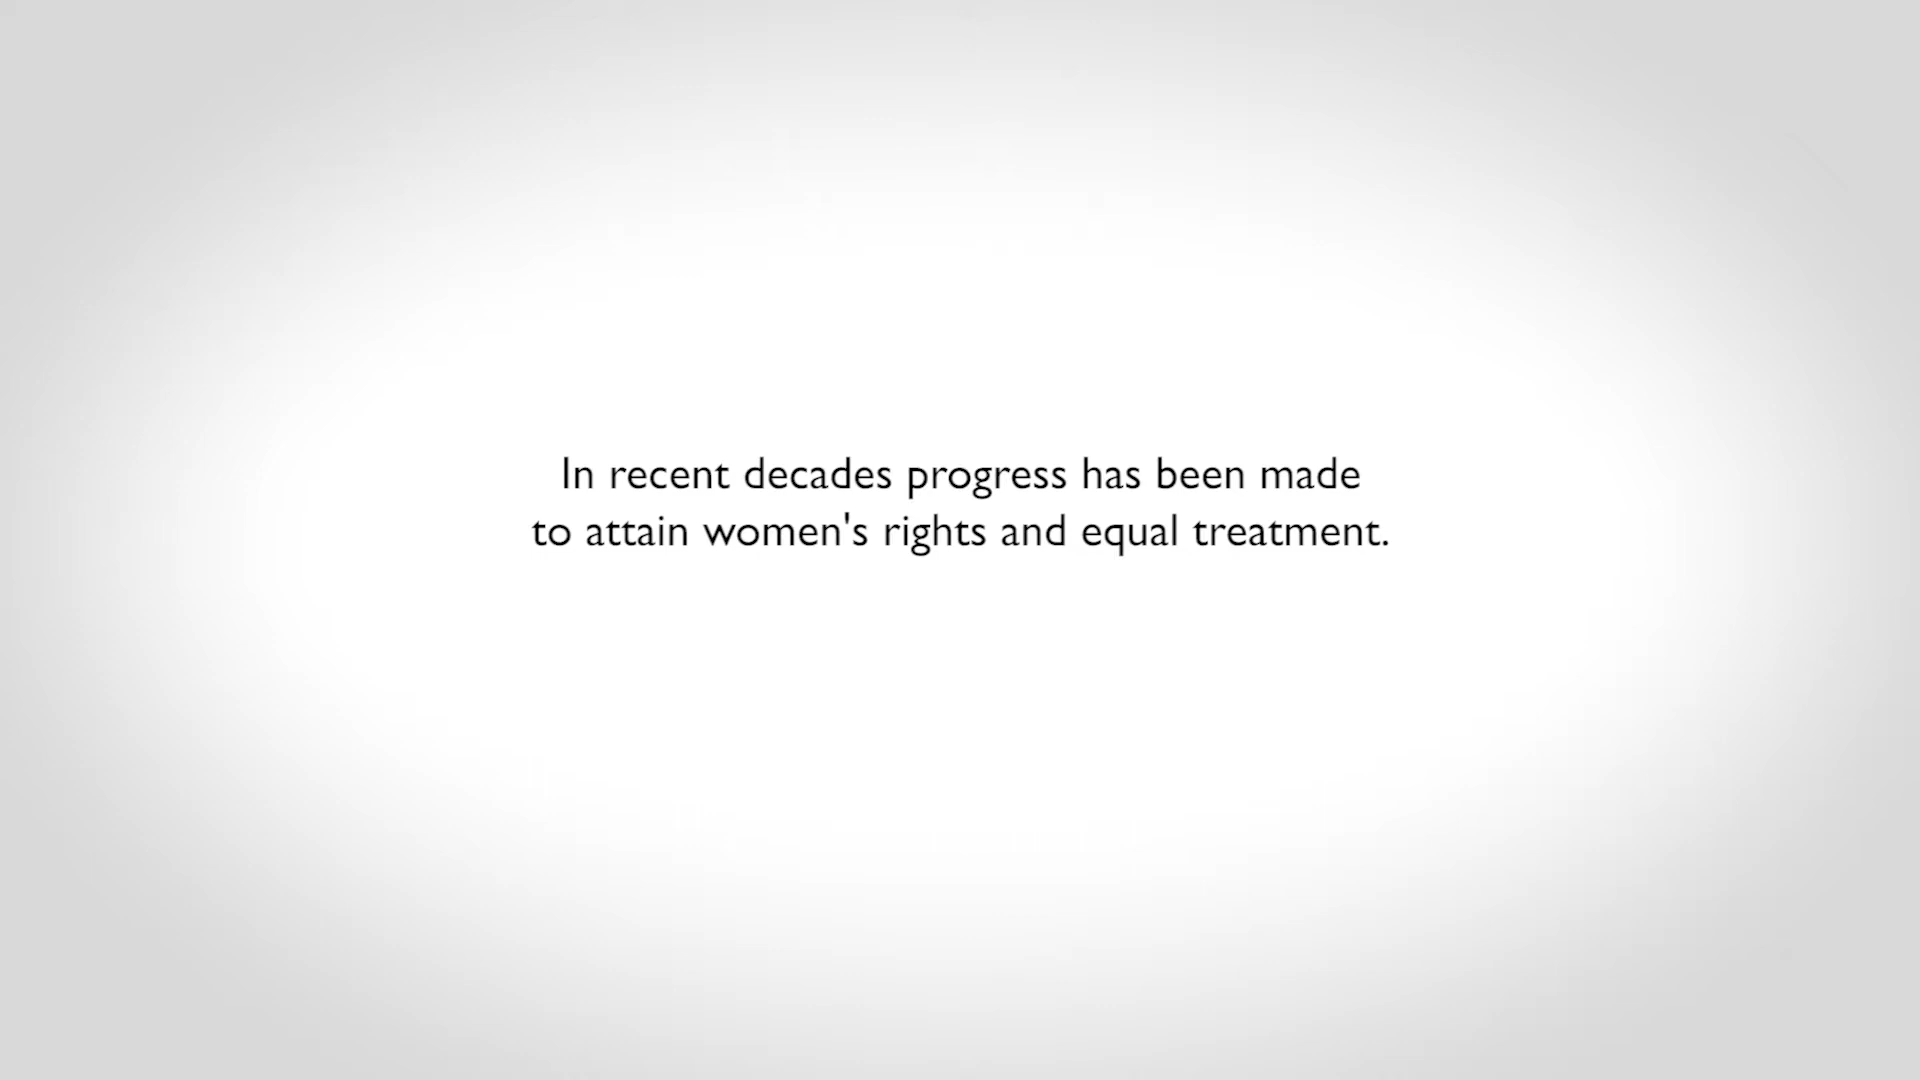 In recent decades progress has been made
to attain women's rights and equal treatment.